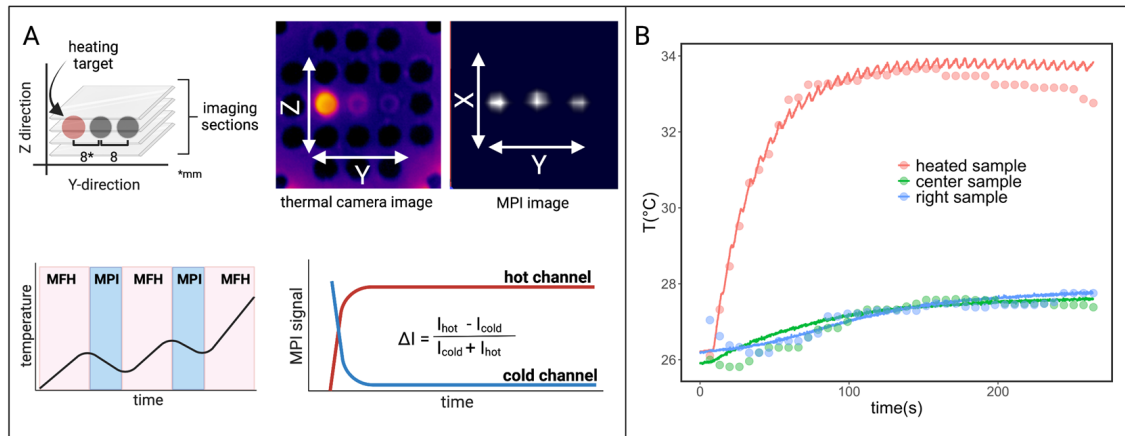 A
heating
target
Z direction
imaging
sections
8*
8
*mm
Y-direction
Z
Y
thermal camera image
X
Y
MPI image
MFH
MPI
MFH
MPI
MFH
temperature
time
MPI signal
hot channel
ΔI = (I_hot - I_cold) / (I_cold + I_hot)
cold channel
time
B
34
32
30
28
26
T(°C)
heated sample
center sample
right sample
0
100
200
time(s)